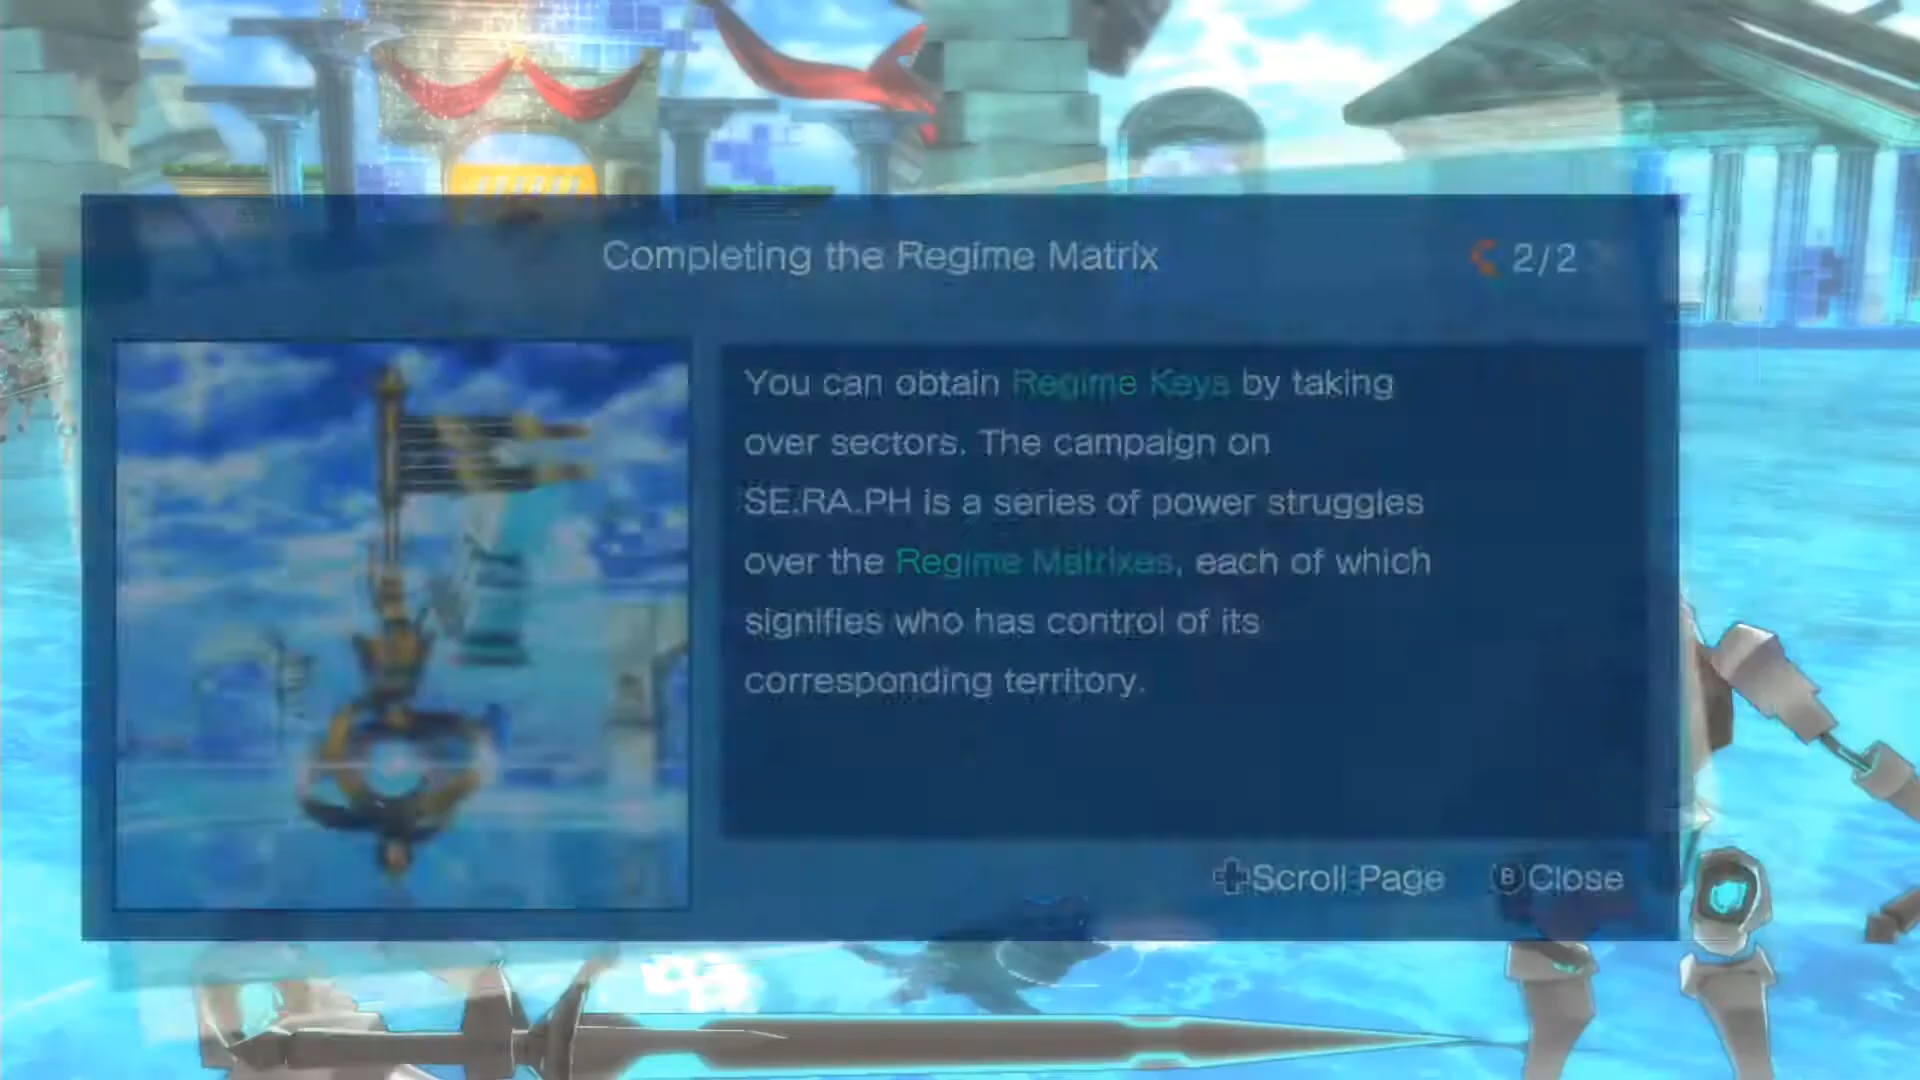 Completing the Regime Matrix
2/2
You can obtain Regime Keys by taking
over sectors. The campaign on
SE.RA.PH is a series of power struggles
over the Regime Matrixes, each of which
signifies who has control of its
corresponding territory.
Scroll Page
B Close